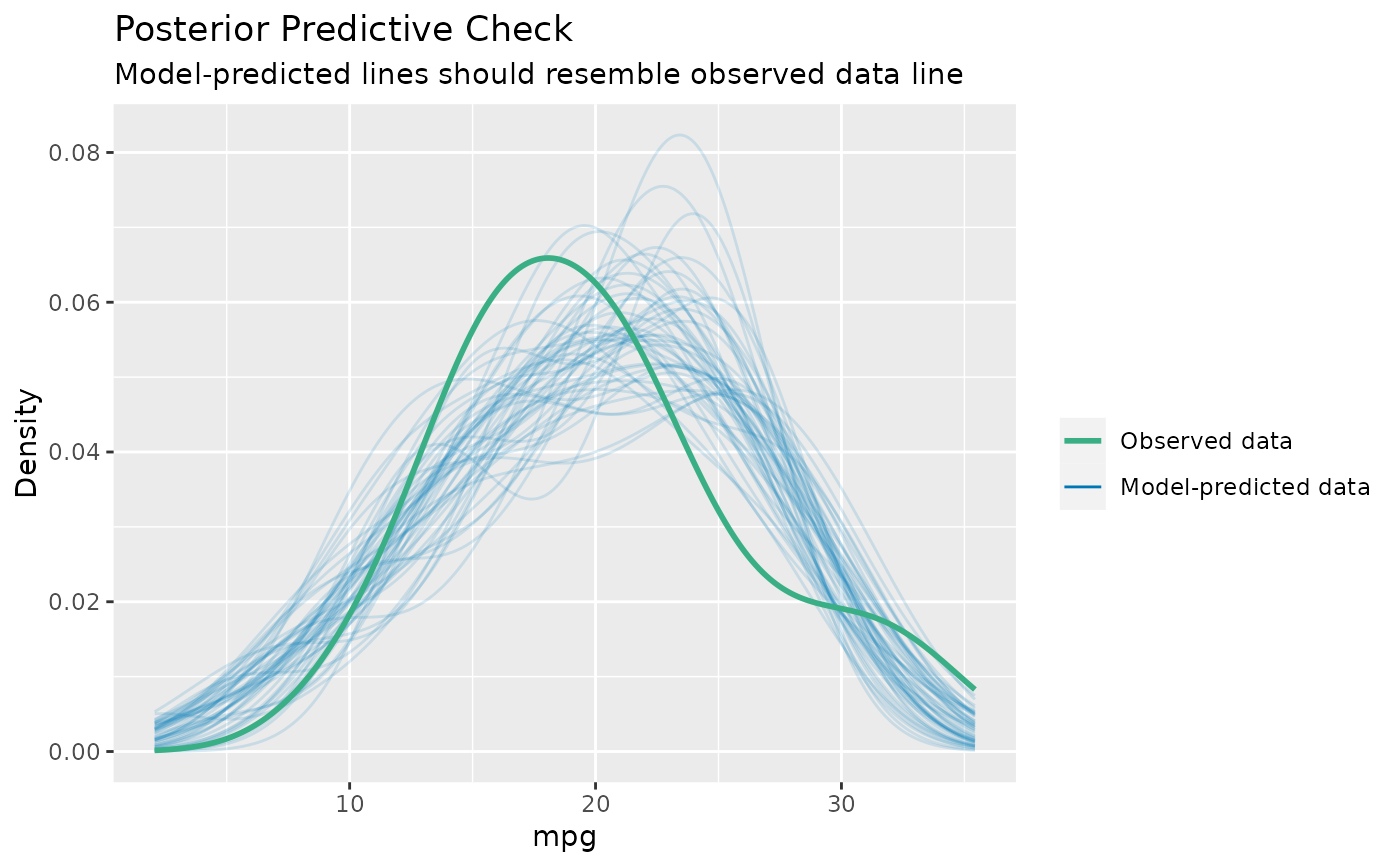 Posterior Predictive Check
Model-predicted lines should resemble observed data line
0.08
0.06
0.04
0.02
0.00
Density
10 20 30
mpg
Observed data
Model-predicted data